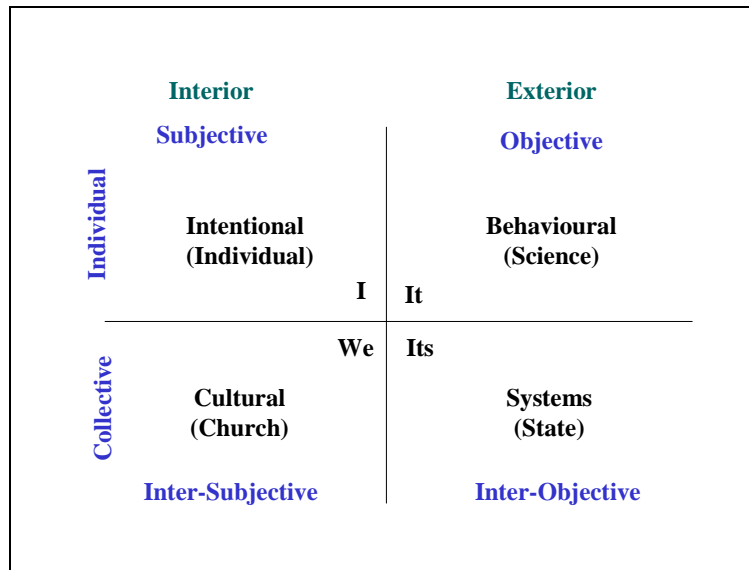 Interior
Exterior
Subjective
Objective
Individual
Intentional
(Individual)
Behavioural
(Science)
I
It
We
Its
Collective
Cultural
(Church)
Systems
(State)
Inter-Subjective
Inter-Objective